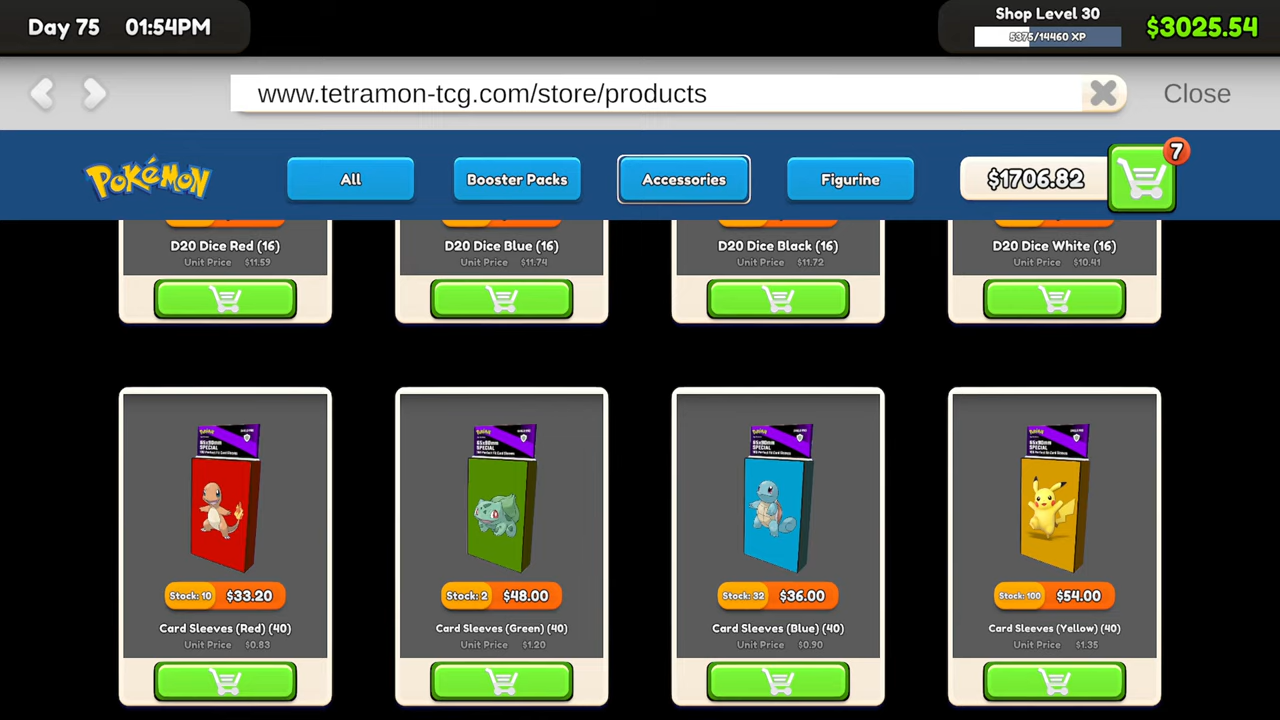 Day 75 01:54PM
Shop Level 30
5375/14460 XP
$3025.54
www.tetramon-tcg.com/store/products
Close
POKéMON
All
Booster Packs
Accessories
Figurine
$1706.82
7
D20 Dice Red (16)
Unit Price $11.59
D20 Dice Blue (16)
Unit Price $11.74
D20 Dice Black (16)
Unit Price $11.72
D20 Dice White (16)
Unit Price $10.41
SPECIAL
Stock: 10 $33.20
Card Sleeves (Red) (40)
Unit Price $0.83
SPECIAL
Stock: 2 $48.00
Card Sleeves (Green) (40)
Unit Price $1.20
SPECIAL
Stock: 32 $36.00
Card Sleeves (Blue) (40)
Unit Price $0.90
SPECIAL
Stock: 100 $54.00
Card Sleeves (Yellow) (40)
Unit Price $1.35